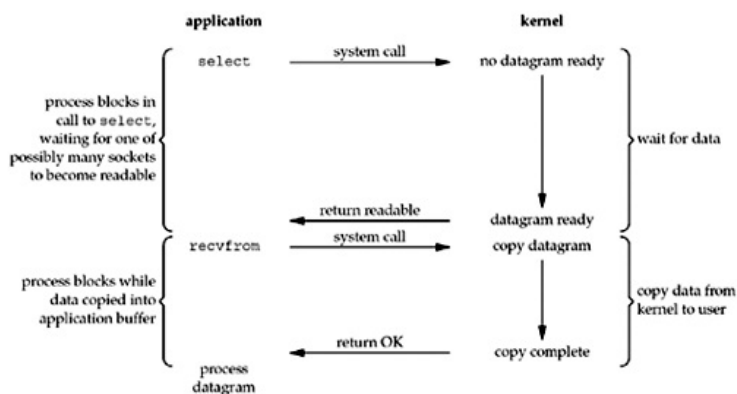 application kernel
select system call no datagram ready
process blocks in
call to select,
waiting for one of
possibly many sockets
to become readable
wait for data
return readable datagram ready
recvfrom system call copy datagram
process blocks while
data copied into
application buffer
copy data from
kernel to user
return OK copy complete
process
datagram